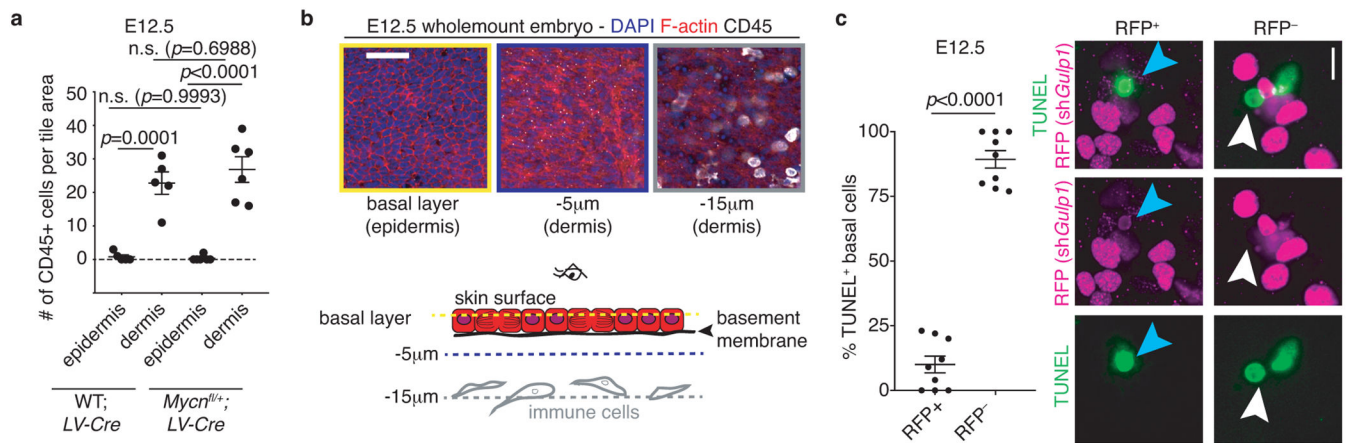 a
E12.5
n.s. (p=0.6988)
p<0.0001
n.s. (p=0.9993)
p=0.0001
# of CD45+ cells per tile area
50
40
30
20
10
0
epidermis
dermis
epidermis
dermis
WT;
LV-Cre
Mycn^fl/+;
LV-Cre
b
E12.5 wholemount embryo - DAPI F-actin CD45
basal layer
(epidermis)
-5μm
(dermis)
-15μm
(dermis)
skin surface
basal layer
basement
membrane
-5μm
-15μm
immune cells
c
E12.5
p<0.0001
% TUNEL⁺ basal cells
100
75
50
25
0
RFP+
RFP⁻
RFP⁺
RFP⁻
TUNEL
RFP (shGulp1)
RFP (shGulp1)
TUNEL